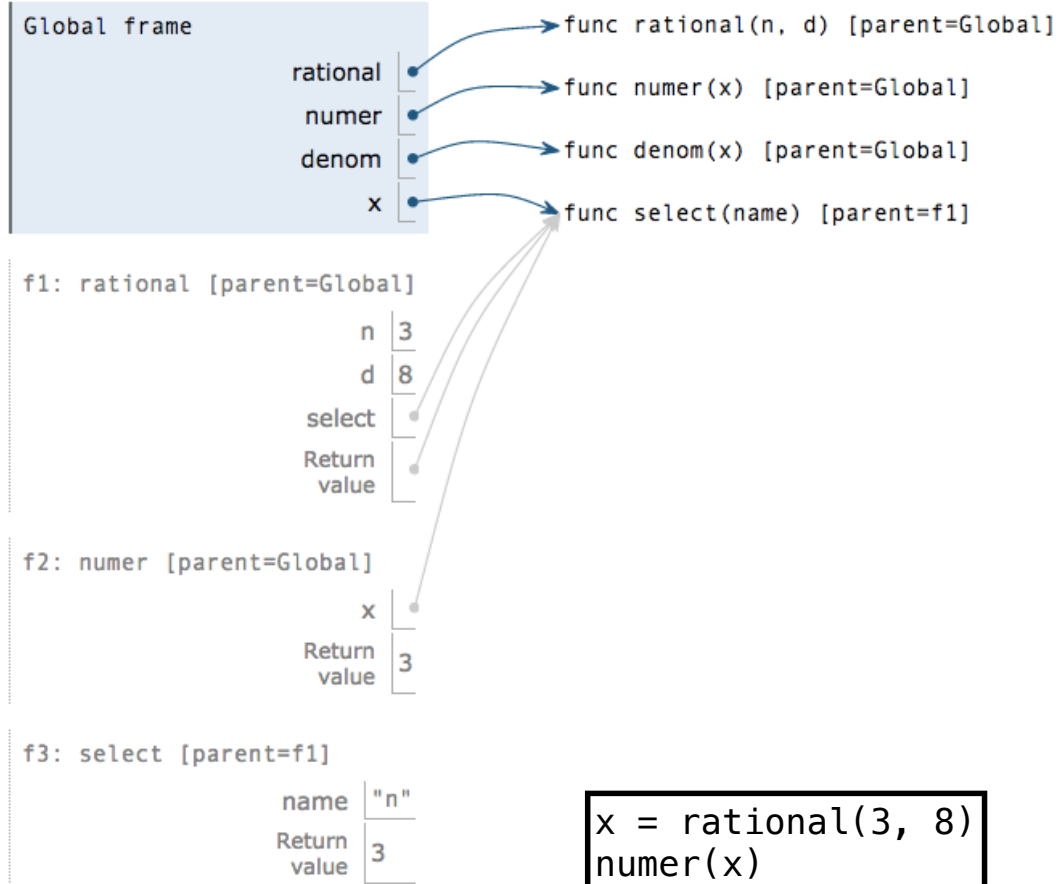 Global frame
func rational(n, d) [parent=Global]
rational
func numer(x) [parent=Global]
numer
func denom(x) [parent=Global]
denom
x
func select(name) [parent=f1]
f1: rational [parent=Global]
n 3
d 8
select
Return
value
f2: numer [parent=Global]
x
Return
value 3
f3: select [parent=f1]
name "n"
Return
value 3
x = rational(3, 8)
numer(x)